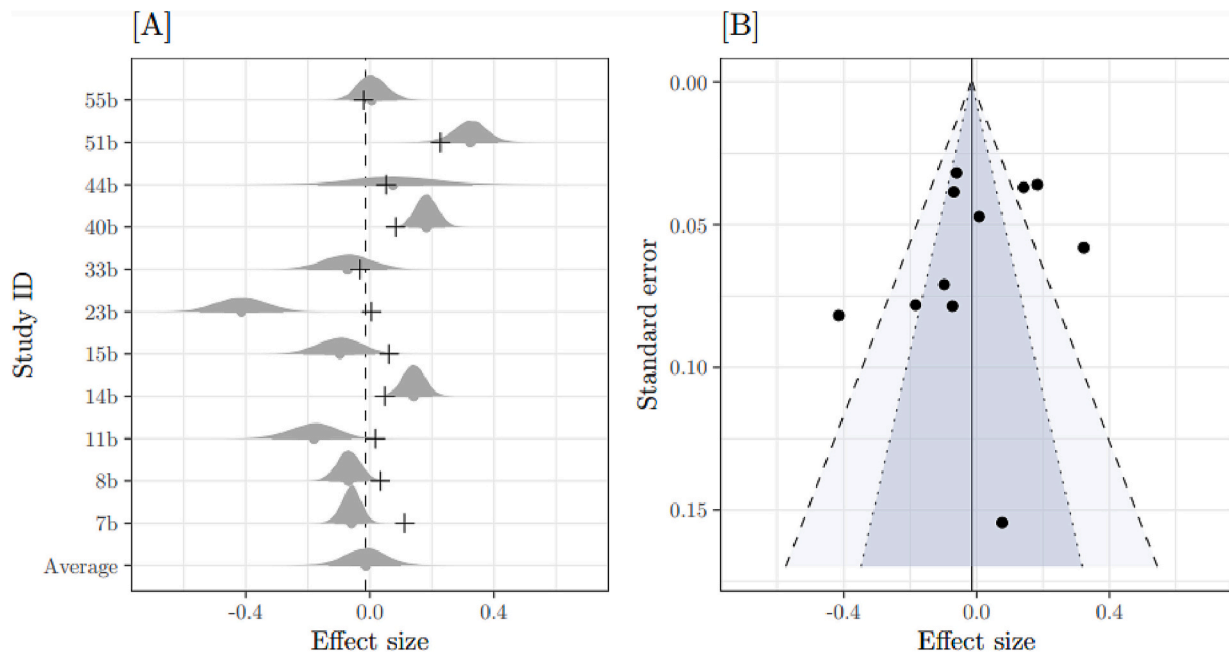 [A]
Study ID
55b
51b
44b
40b
33b
23b
15b
14b
11b
8b
7b
Average
-0.4 0.0 0.4
Effect size
[B]
Standard error
0.00
0.05
0.10
0.15
-0.4 0.0 0.4
Effect size